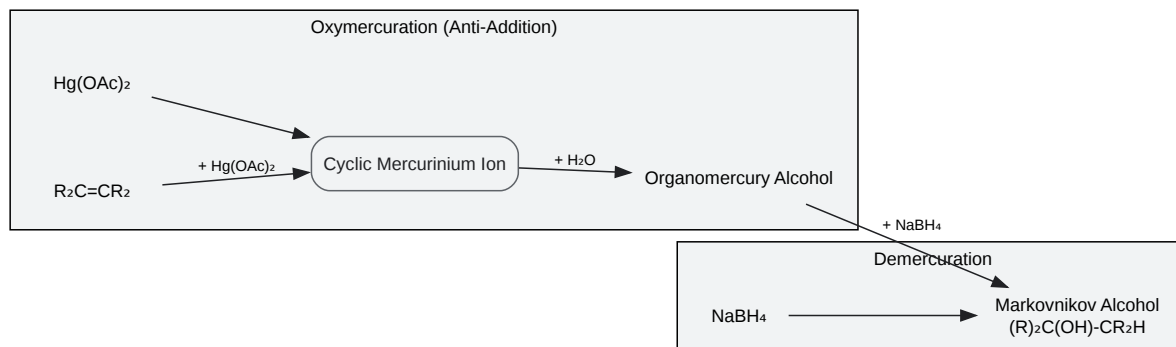 Oxymercuration (Anti-Addition)
Hg(OAc)₂
+ Hg(OAc)₂
Cyclic Mercurinium Ion
+ H₂O
R₂C=CR₂
Organomercury Alcohol
+ NaBH₄
Demercuration
NaBH₄
Markovnikov Alcohol
(R)₂C(OH)-CR₂H